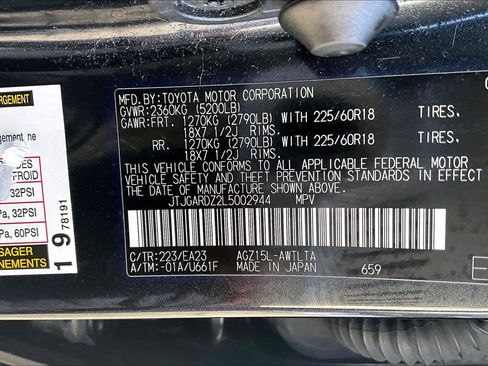 MFD.BY:TOYOTA MOTOR CORPORATION
GVWR:2360KG (5200LB)
GAWR:FRT. 1270KG (2790LB) WITH 225/60R18 TIRES.
18X7 1/2J RIMS.
RR. 1270KG (2790LB) WITH 225/60R18 TIRES.
18X7 1/2J RIMS.
THIS VEHICLE CONFORMS TO ALL APPLICABLE FEDERAL MOTOR
VEHICLE SAFETY AND THEFT PREVENTION STANDARDS IN EFFECT
ON THE DATE OF MANUFACTURE SHOWN ABOVE.
JTJGARDZ2L5002944 MPV
C/TR:223/EA23 AGZ15L-AWTLTA
A/TM:-01A/U661F MADE IN JAPAN 659
ARGEMENT
gement ne
DES
FROID
32PSI
Pa, 32PSI
a, 60PSI
SAGER
NEMENTS
19
78191